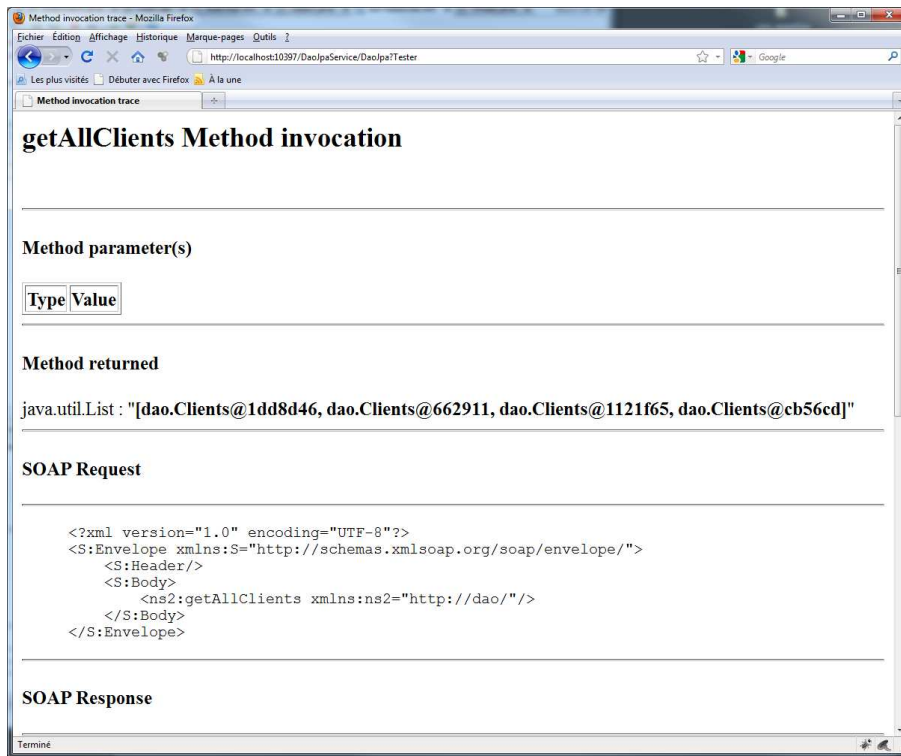 Method invocation trace - Mozilla Firefox
Fichier Édition Affichage Historique Marque-pages Outils ?
http://localhost:10397/DaoJpaService/DaoJpa?Tester
Google
Les plus visités Débuter avec Firefox À la une
Method invocation trace
getAllClients Method invocation
Method parameter(s)
Type Value
Method returned
java.util.List : "[dao.Clients@1dd8d46, dao.Clients@662911, dao.Clients@1121f65, dao.Clients@cb56cd]"
SOAP Request
<?xml version="1.0" encoding="UTF-8"?>
<S:Envelope xmlns:S="http://schemas.xmlsoap.org/soap/envelope/">
    <S:Header/>
    <S:Body>
        <ns2:getAllClients xmlns:ns2="http://dao/"/>
    </S:Body>
</S:Envelope>
SOAP Response
Terminé